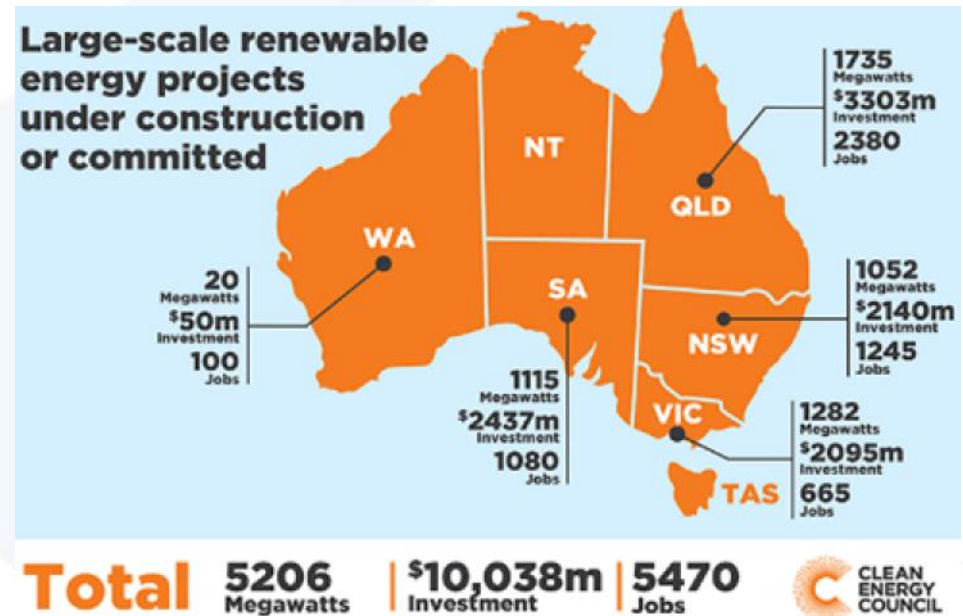 Large-scale renewable
energy projects
under construction
or committed
1735
Megawatts
$3303m
Investment
2380
Jobs
NT
QLD
WA
20
Megawatts
$50m
Investment
100
Jobs
SA
1052
Megawatts
$2140m
Investment
1245
Jobs
NSW
1115
Megawatts
$2437m
Investment
1080
Jobs
VIC
1282
Megawatts
$2095m
Investment
665
Jobs
TAS
Total
5206
Megawatts
$10,038m
Investment
5470
Jobs
CLEAN
ENERGY
COUNCIL